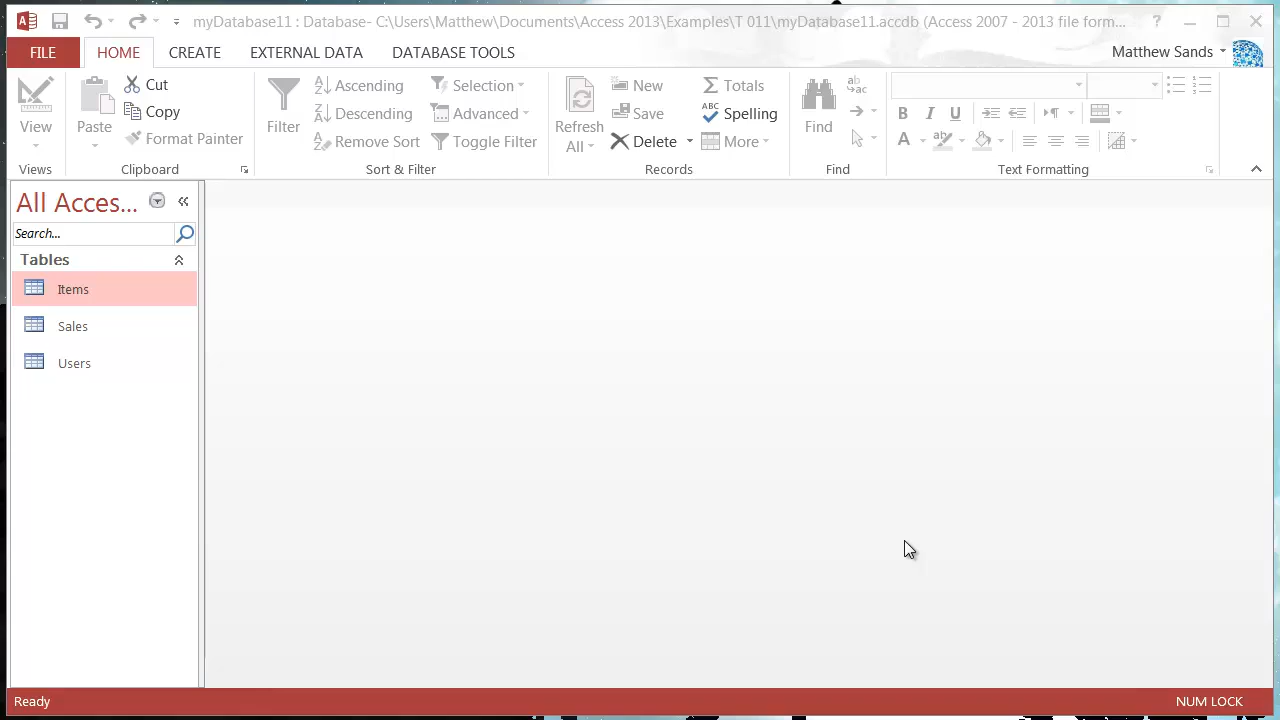 myDatabase11 : Database- C:\Users\Matthew\Documents\Access 2013\Examples\T 011\myDatabase11.accdb (Access 2007 - 2013 file form...
?
FILE
HOME
CREATE
EXTERNAL DATA
DATABASE TOOLS
Matthew Sands
View
Views
Paste
Cut
Copy
Format Painter
Clipboard
Filter
Ascending
Descending
Remove Sort
Selection
Advanced
Toggle Filter
Sort & Filter
Refresh
All
New
Save
Delete
Totals
Spelling
More
Records
Find
Find
B I U
A
Text Formatting
All Acces...
Search...
Tables
Items
Sales
Users
Ready
NUM LOCK